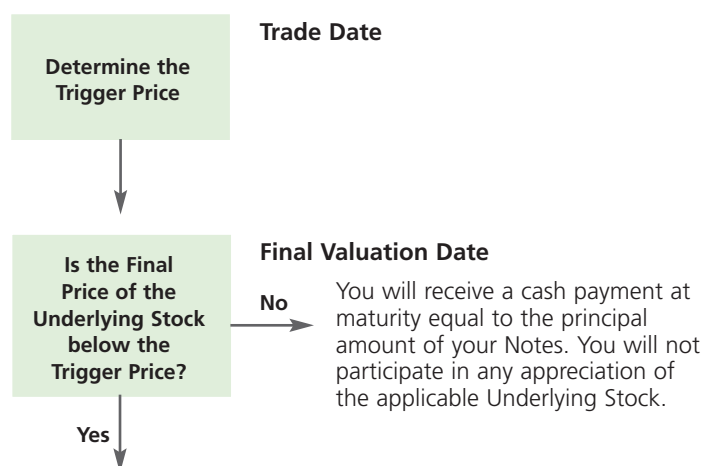 Trade Date
Determine the
Trigger Price
Final Valuation Date
Is the Final
Price of the
Underlying Stock
below the
Trigger Price?
No
You will receive a cash payment at
maturity equal to the principal
amount of your Notes. You will not
participate in any appreciation of
the applicable Underlying Stock.
Yes